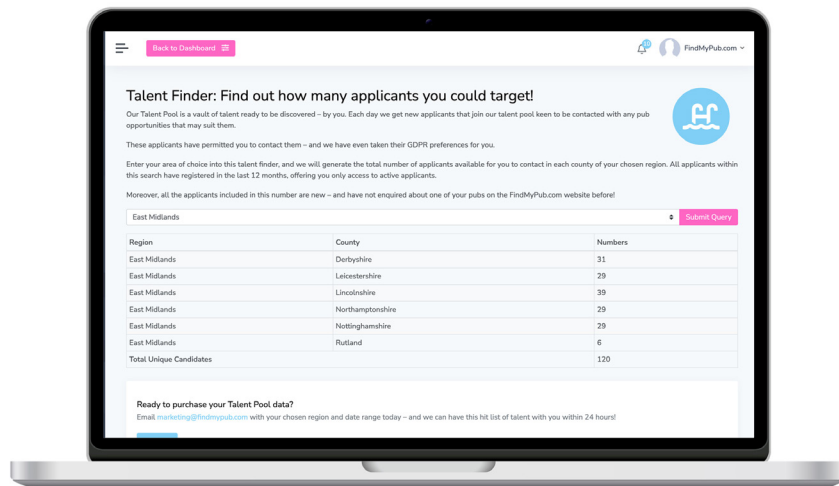 Back to Dashboard
FindMyPub.com
Talent Finder: Find out how many applicants you could target!
Our Talent Pool is a vault of talent ready to be discovered – by you. Each day we get new applicants that join our talent pool keen to be contacted with any pub
opportunities that may suit them.
These applicants have permitted you to contact them – and we have even taken their GDPR preferences for you.
Enter your area of choice into this talent finder, and we will generate the total number of applicants available for you to contact in each county of your chosen region. All applicants within
this search have registered in the last 12 months, offering you only access to active applicants.
Moreover, all the applicants included in this number are new – and have not enquired about one of your pubs on the FindMyPub.com website before!
East Midlands Submit Query
Region County Numbers
East Midlands Derbyshire 31
East Midlands Leicestershire 29
East Midlands Lincolnshire 39
East Midlands Northamptonshire 29
East Midlands Nottinghamshire 29
East Midlands Rutland 6
Total Unique Candidates 120
Ready to purchase your Talent Pool data?
Email marketing@findmypub.com with your chosen region and date range today – and we can have this hit list of talent with you within 24 hours!